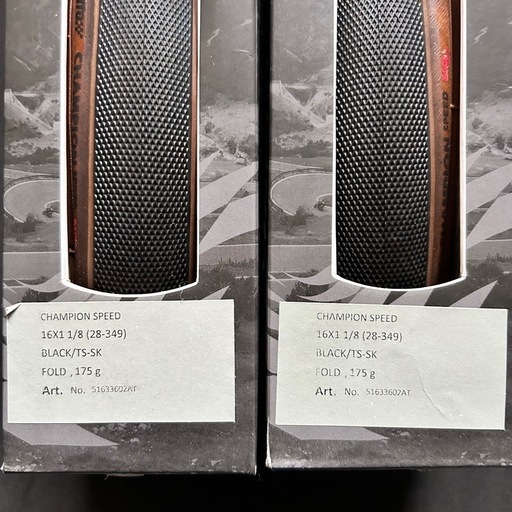 CHAMPION SPEED
16X1 1/8 (28-349)
BLACK/TS-SK
FOLD , 175 g
Art. No. 51633602AT
CHAMPION SPEED
16X1 1/8 (28-349)
BLACK/TS-SK
FOLD , 175 g
Art. No. 51633602AT